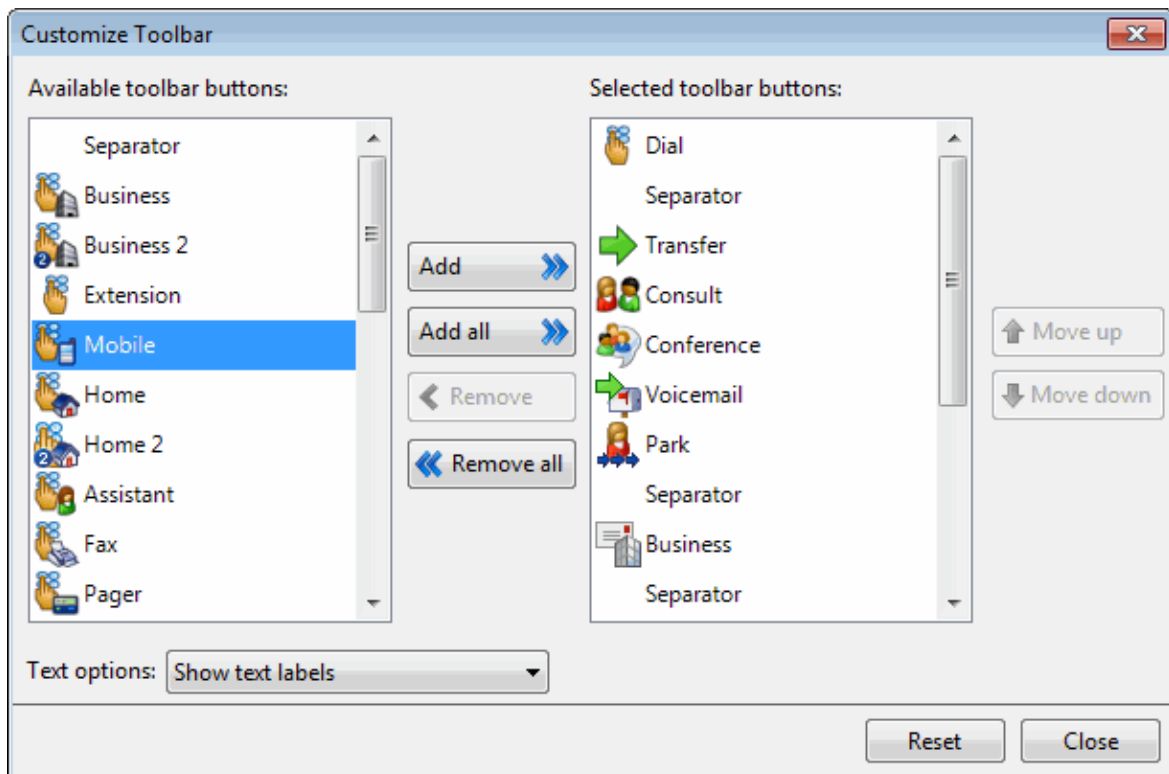 Customize Toolbar
Available toolbar buttons:
Separator
Business
Business 2
Extension
Mobile
Home
Home 2
Assistant
Fax
Pager
Add
Add all
Remove
Remove all
Selected toolbar buttons:
Dial
Separator
Transfer
Consult
Conference
Voicemail
Park
Separator
Business
Separator
Move up
Move down
Text options: Show text labels
Reset
Close